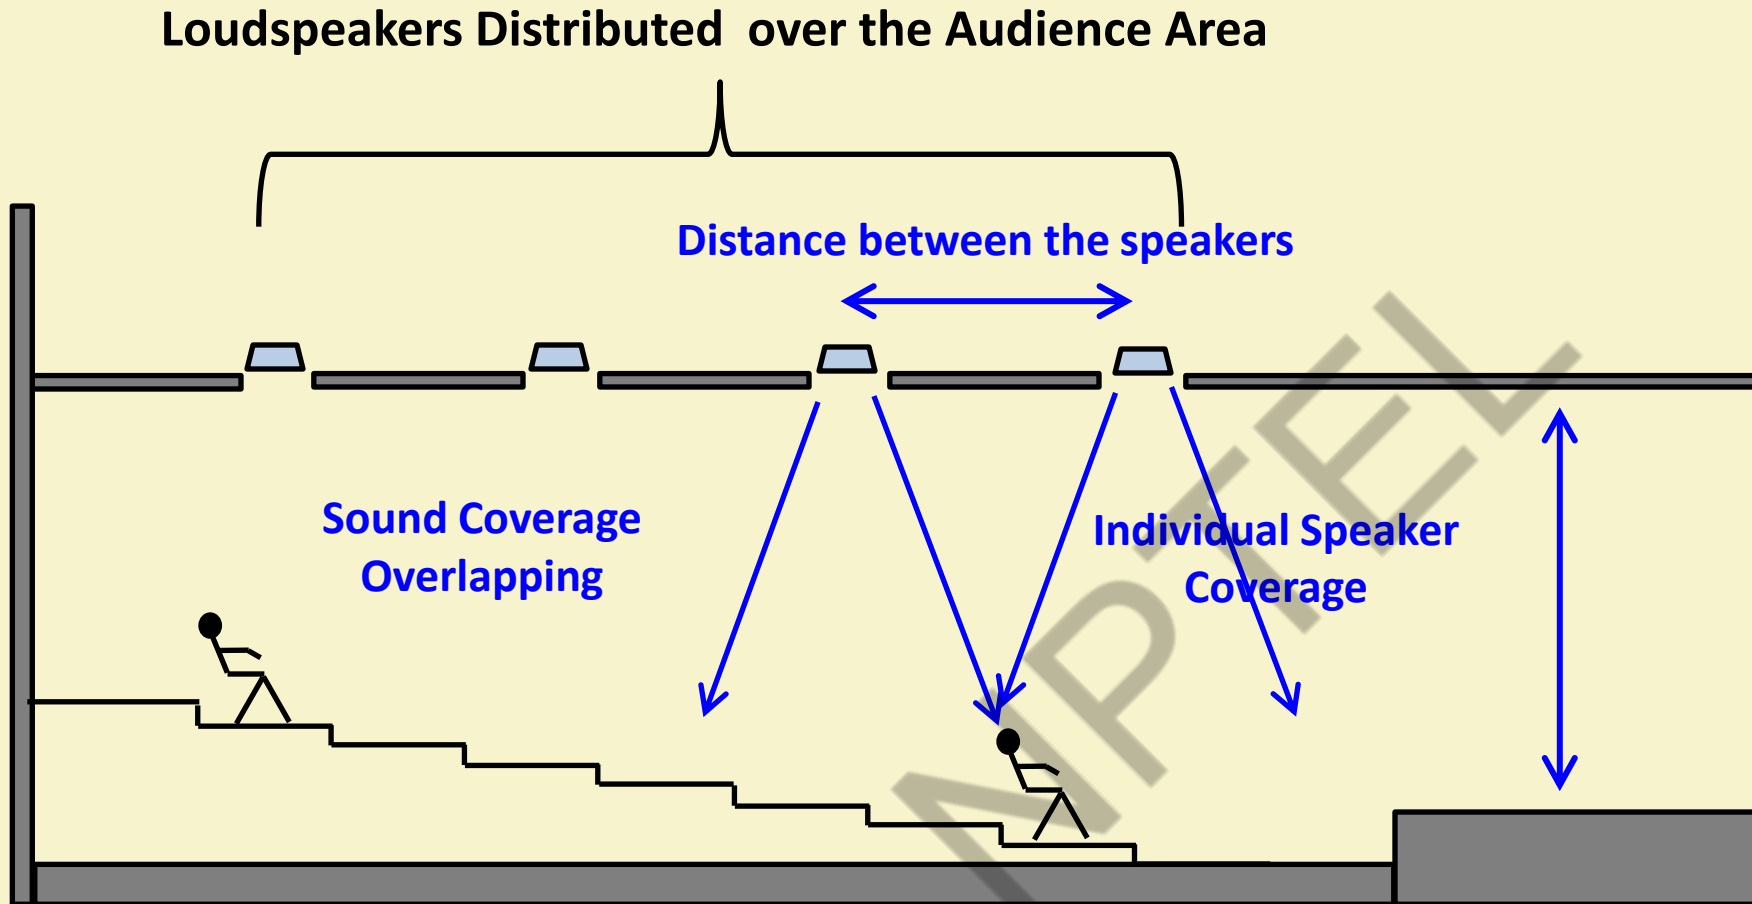 Loudspeakers Distributed over the Audience Area
Distance between the speakers
Sound Coverage
Overlapping
Individual Speaker
Coverage
NPTEL